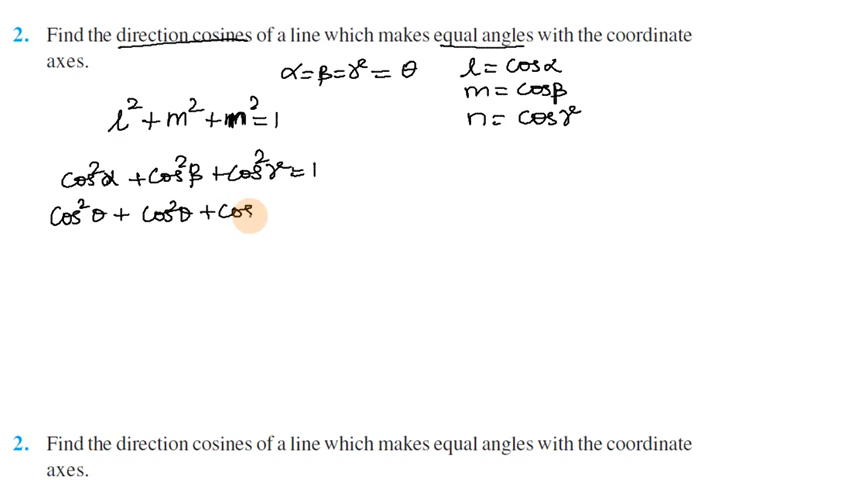 2. Find the direction cosines of a line which makes equal angles with the coordinate
axes.
α=β=γ=θ
l=cosα
m=cosβ
n=cosγ
l²+m²+n²=1
cos²α+cos²β+cos²γ=1
cos²θ+cos²θ+cos
2. Find the direction cosines of a line which makes equal angles with the coordinate
axes.